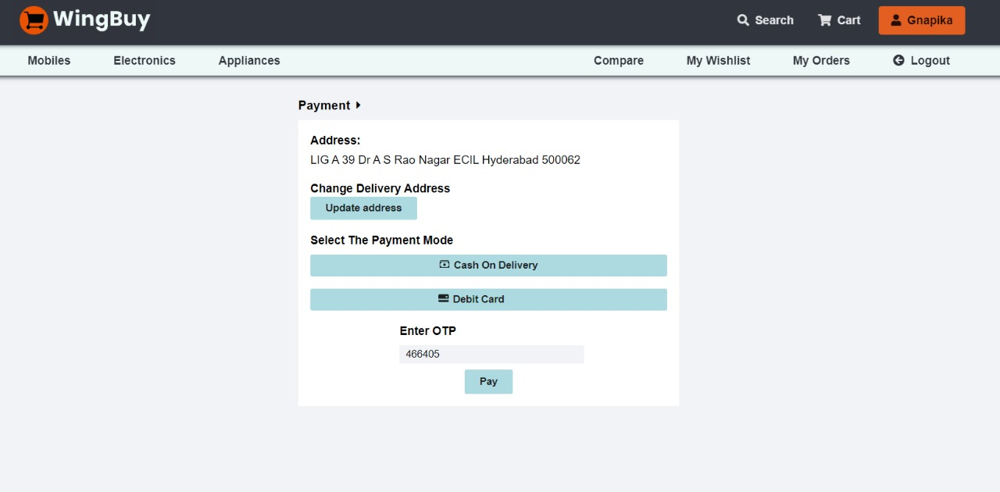 WingBuy
Search Cart Gnapika
Mobiles Electronics Appliances Compare My Wishlist My Orders Logout
Payment
Address:
LIG A 39 Dr A S Rao Nagar ECIL Hyderabad 500062
Change Delivery Address
Update address
Select The Payment Mode
Cash On Delivery
Debit Card
Enter OTP
466405
Pay